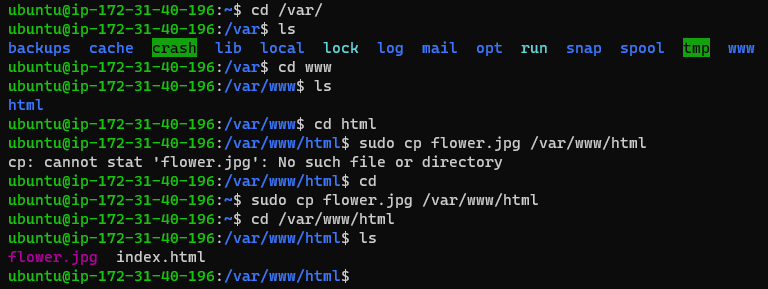 ubuntu@ip-172-31-40-196:~$ cd /var/
ubuntu@ip-172-31-40-196:/var$ ls
backups  cache  crash  lib  local  lock  log  mail  opt  run  snap  spool  tmp  www
ubuntu@ip-172-31-40-196:/var$ cd www
ubuntu@ip-172-31-40-196:/var/www$ ls
html
ubuntu@ip-172-31-40-196:/var/www$ cd html
ubuntu@ip-172-31-40-196:/var/www/html$ sudo cp flower.jpg /var/www/html
cp: cannot stat 'flower.jpg': No such file or directory
ubuntu@ip-172-31-40-196:/var/www/html$ cd
ubuntu@ip-172-31-40-196:~$ sudo cp flower.jpg /var/www/html
ubuntu@ip-172-31-40-196:~$ cd /var/www/html
ubuntu@ip-172-31-40-196:/var/www/html$ ls
flower.jpg  index.html
ubuntu@ip-172-31-40-196:/var/www/html$